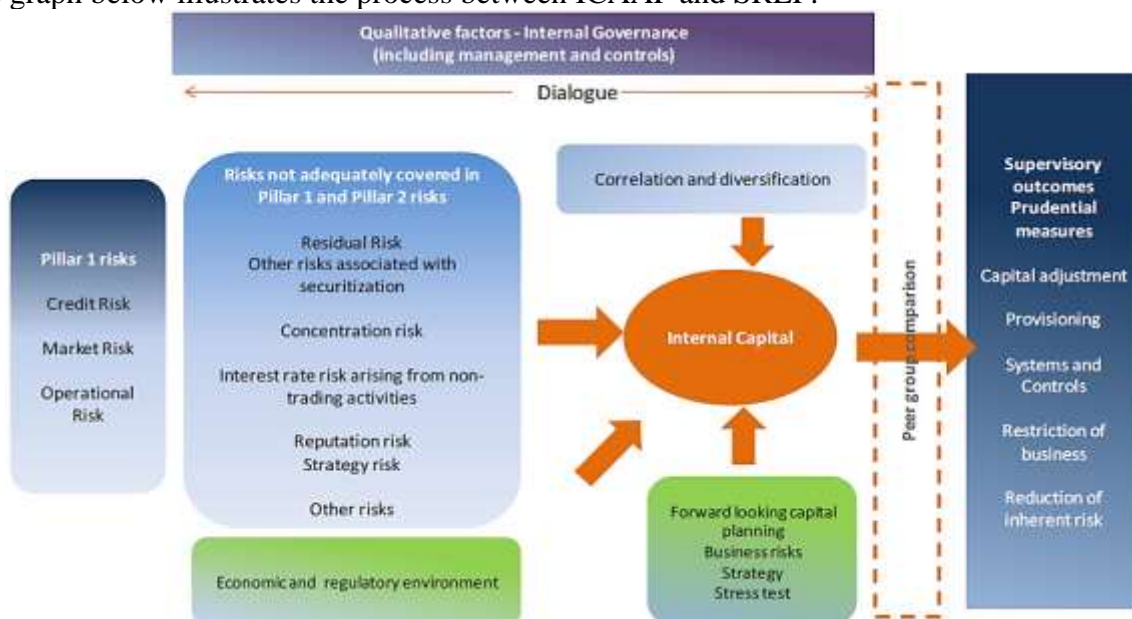 graph below illustrates the process between ICAAP and SREP:
Qualitative factors - Internal Governance
(including management and controls)
Dialogue
Pillar 1 risks
Credit Risk
Market Risk
Operational
Risk
Risks not adequately covered in
Pillar 1 and Pillar 2 risks
Residual Risk
Other risks associated with
securitization
Concentration risk
Interest rate risk arising from non-
trading activities
Reputation risk
Strategy risk
Other risks
Economic and regulatory environment
Correlation and diversification
Internal Capital
Forward looking capital
planning
Business risks
Strategy
Stress test
Peer group comparison
Supervisory
outcomes
Prudential
measures
Capital adjustment
Provisioning
Systems and
Controls
Restriction of
business
Reduction of
inherent risk